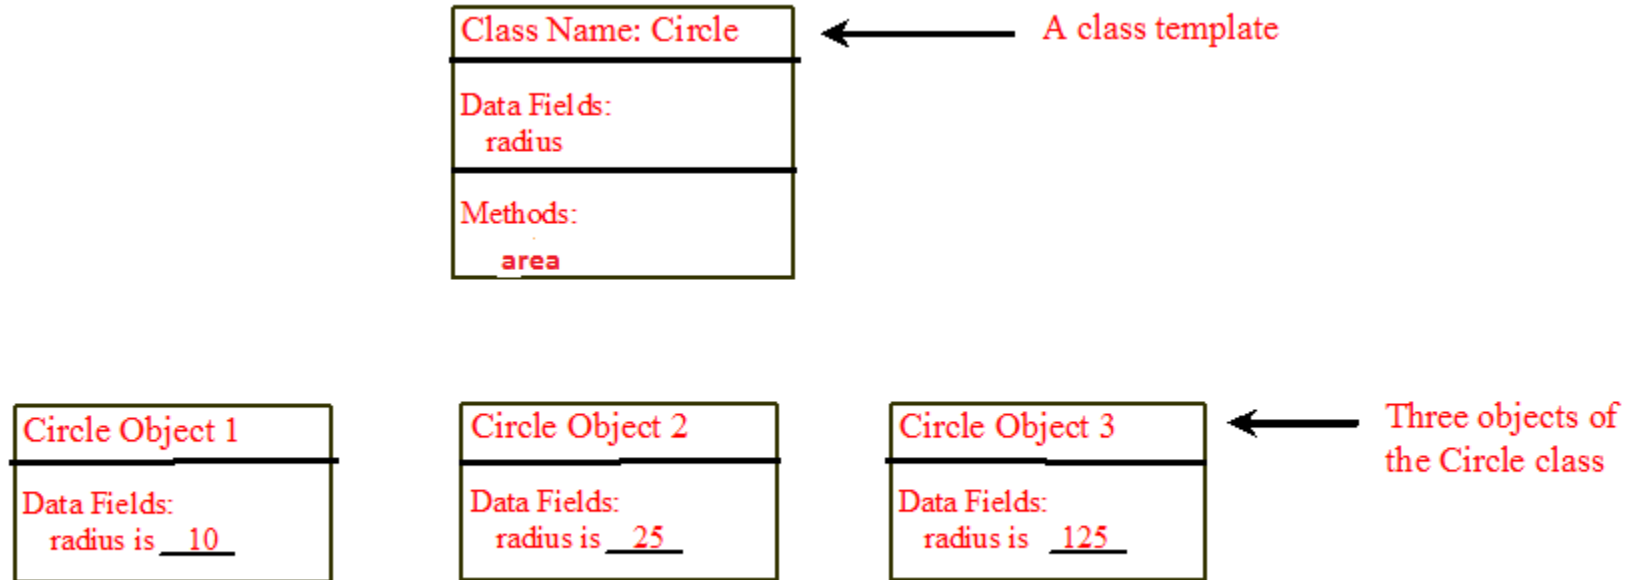 Class Name: Circle
A class template
Data Fields:
radius
Methods:
area
Circle Object 1
Data Fields:
radius is 10
Circle Object 2
Data Fields:
radius is 25
Circle Object 3
Data Fields:
radius is 125
Three objects of
the Circle class